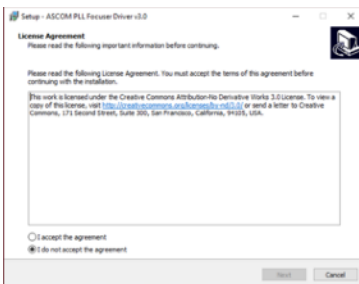 Setup - ASCOM PLL Focuser Driver v3.0
License Agreement
Please read the following important information before continuing.
Please read the following License Agreement. You must accept the terms of this agreement before
continuing with the installation.
This work is licensed under the Creative Commons Attribution-No Derivative Works 3.0 License. To view a
copy of this license, visit http://creativecommons.org/licenses/by-nd/3.0/ or send a letter to Creative
Commons, 171 Second Street, Suite 300, San Francisco, California, 94105, USA.
I accept the agreement
I do not accept the agreement
Next
Cancel